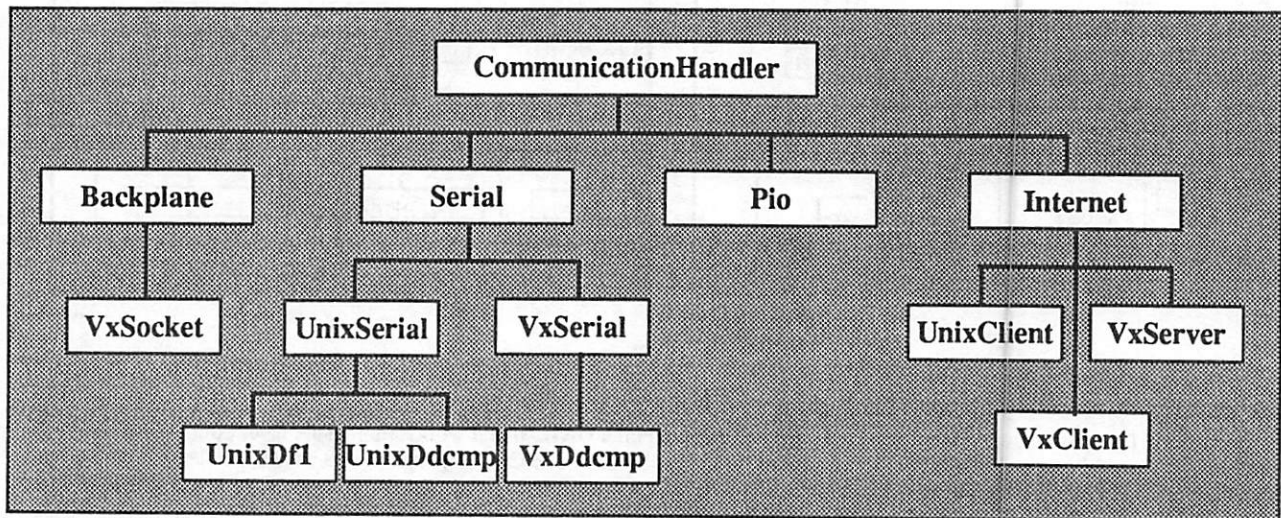 CommunicationHandler
Backplane
Serial
Pio
Internet
VxSocket
UnixSerial
VxSerial
UnixClient
VxServer
UnixDf1
UnixDdcmp
VxDdcmp
VxClient